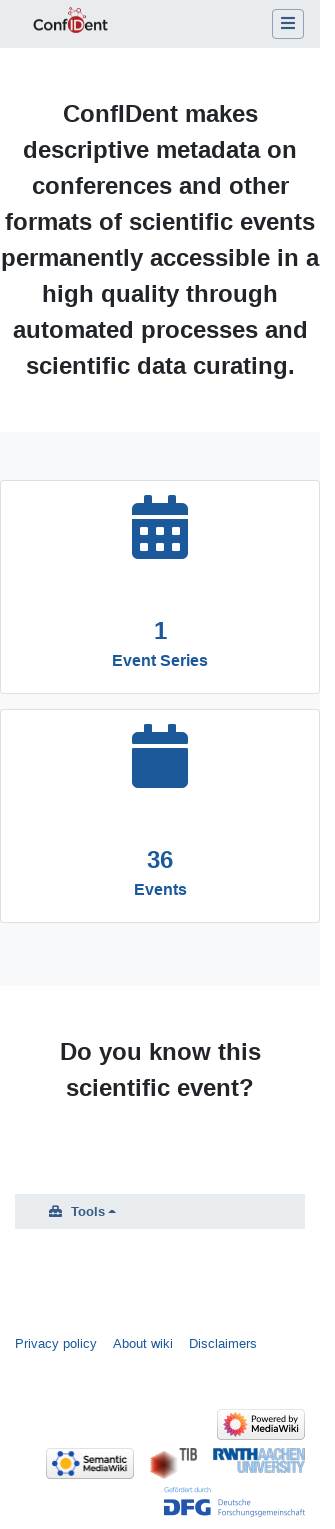 ConfIDent
ConfIDent makes
descriptive metadata on
conferences and other
formats of scientific events
permanently accessible in a
high quality through
automated processes and
scientific data curating.
1
Event Series
36
Events
Do you know this
scientific event?
Tools
Privacy policy About wiki Disclaimers
Powered by
MediaWiki
Semantic
MediaWiki
TIB
RWTHAACHEN
UNIVERSITY
Gefördert durch
DFG
Deutsche
Forschungsgemeinschaft